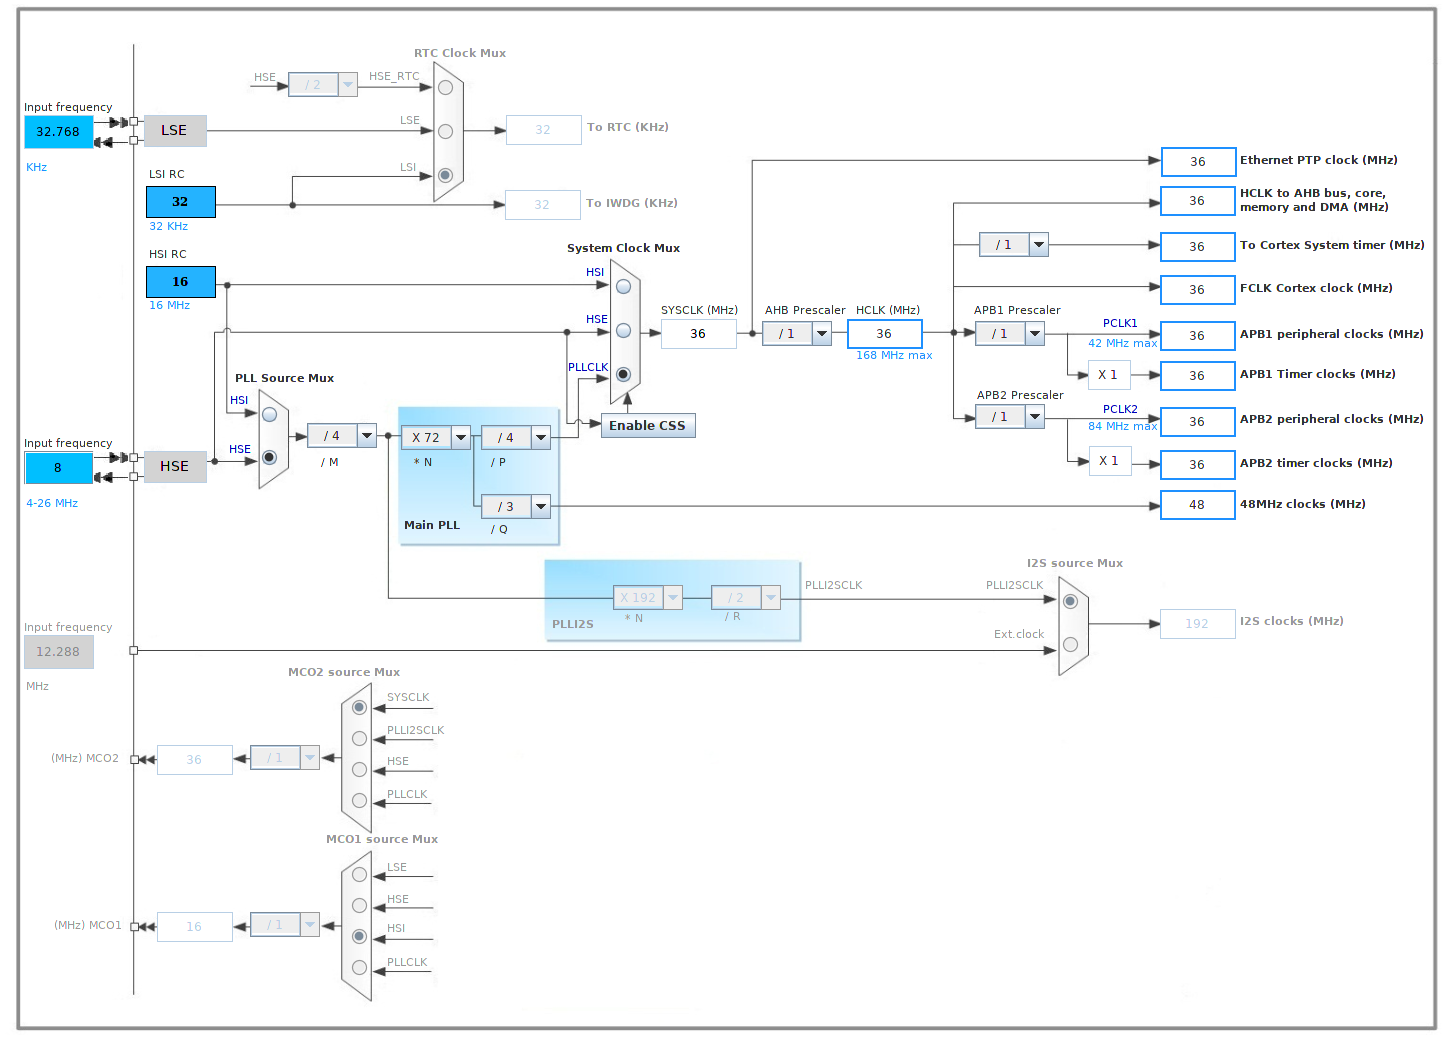 RTC Clock Mux
HSE
/ 2
HSE_RTC
Input frequency
32.768
KHz
LSE
LSE
32
To RTC (KHz)
LSI
LSI RC
32
32 KHz
32
To IWDG (KHz)
HSI RC
16
16 MHz
System Clock Mux
HSI
HSE
PLLCLK
SYSCLK (MHz)
36
AHB Prescaler
/ 1
HCLK (MHz)
36
168 MHz max
Enable CSS
36
Ethernet PTP clock (MHz)
36
HCLK to AHB bus, core,
memory and DMA (MHz)
/ 1
36
To Cortex System timer (MHz)
36
FCLK Cortex clock (MHz)
APB1 Prescaler
/ 1
PCLK1
42 MHz max
36
APB1 peripheral clocks (MHz)
X 1
36
APB1 Timer clocks (MHz)
APB2 Prescaler
/ 1
PCLK2
84 MHz max
36
APB2 peripheral clocks (MHz)
X 1
36
APB2 timer clocks (MHz)
48
48MHz clocks (MHz)
PLL Source Mux
HSI
HSE
Input frequency
8
4-26 MHz
HSE
/ 4
/ M
X 72
* N
/ 4
/ P
/ 3
/ Q
Main PLL
X 192
* N
/ 2
/ R
PLLI2S
PLLI2SCLK
I2S source Mux
PLLI2SCLK
Ext.clock
192
I2S clocks (MHz)
Input frequency
12.288
MHz
MCO2 source Mux
SYSCLK
PLLI2SCLK
HSE
PLLCLK
(MHz) MCO2
36
/ 1
MCO1 source Mux
LSE
HSE
HSI
PLLCLK
(MHz) MCO1
16
/ 1